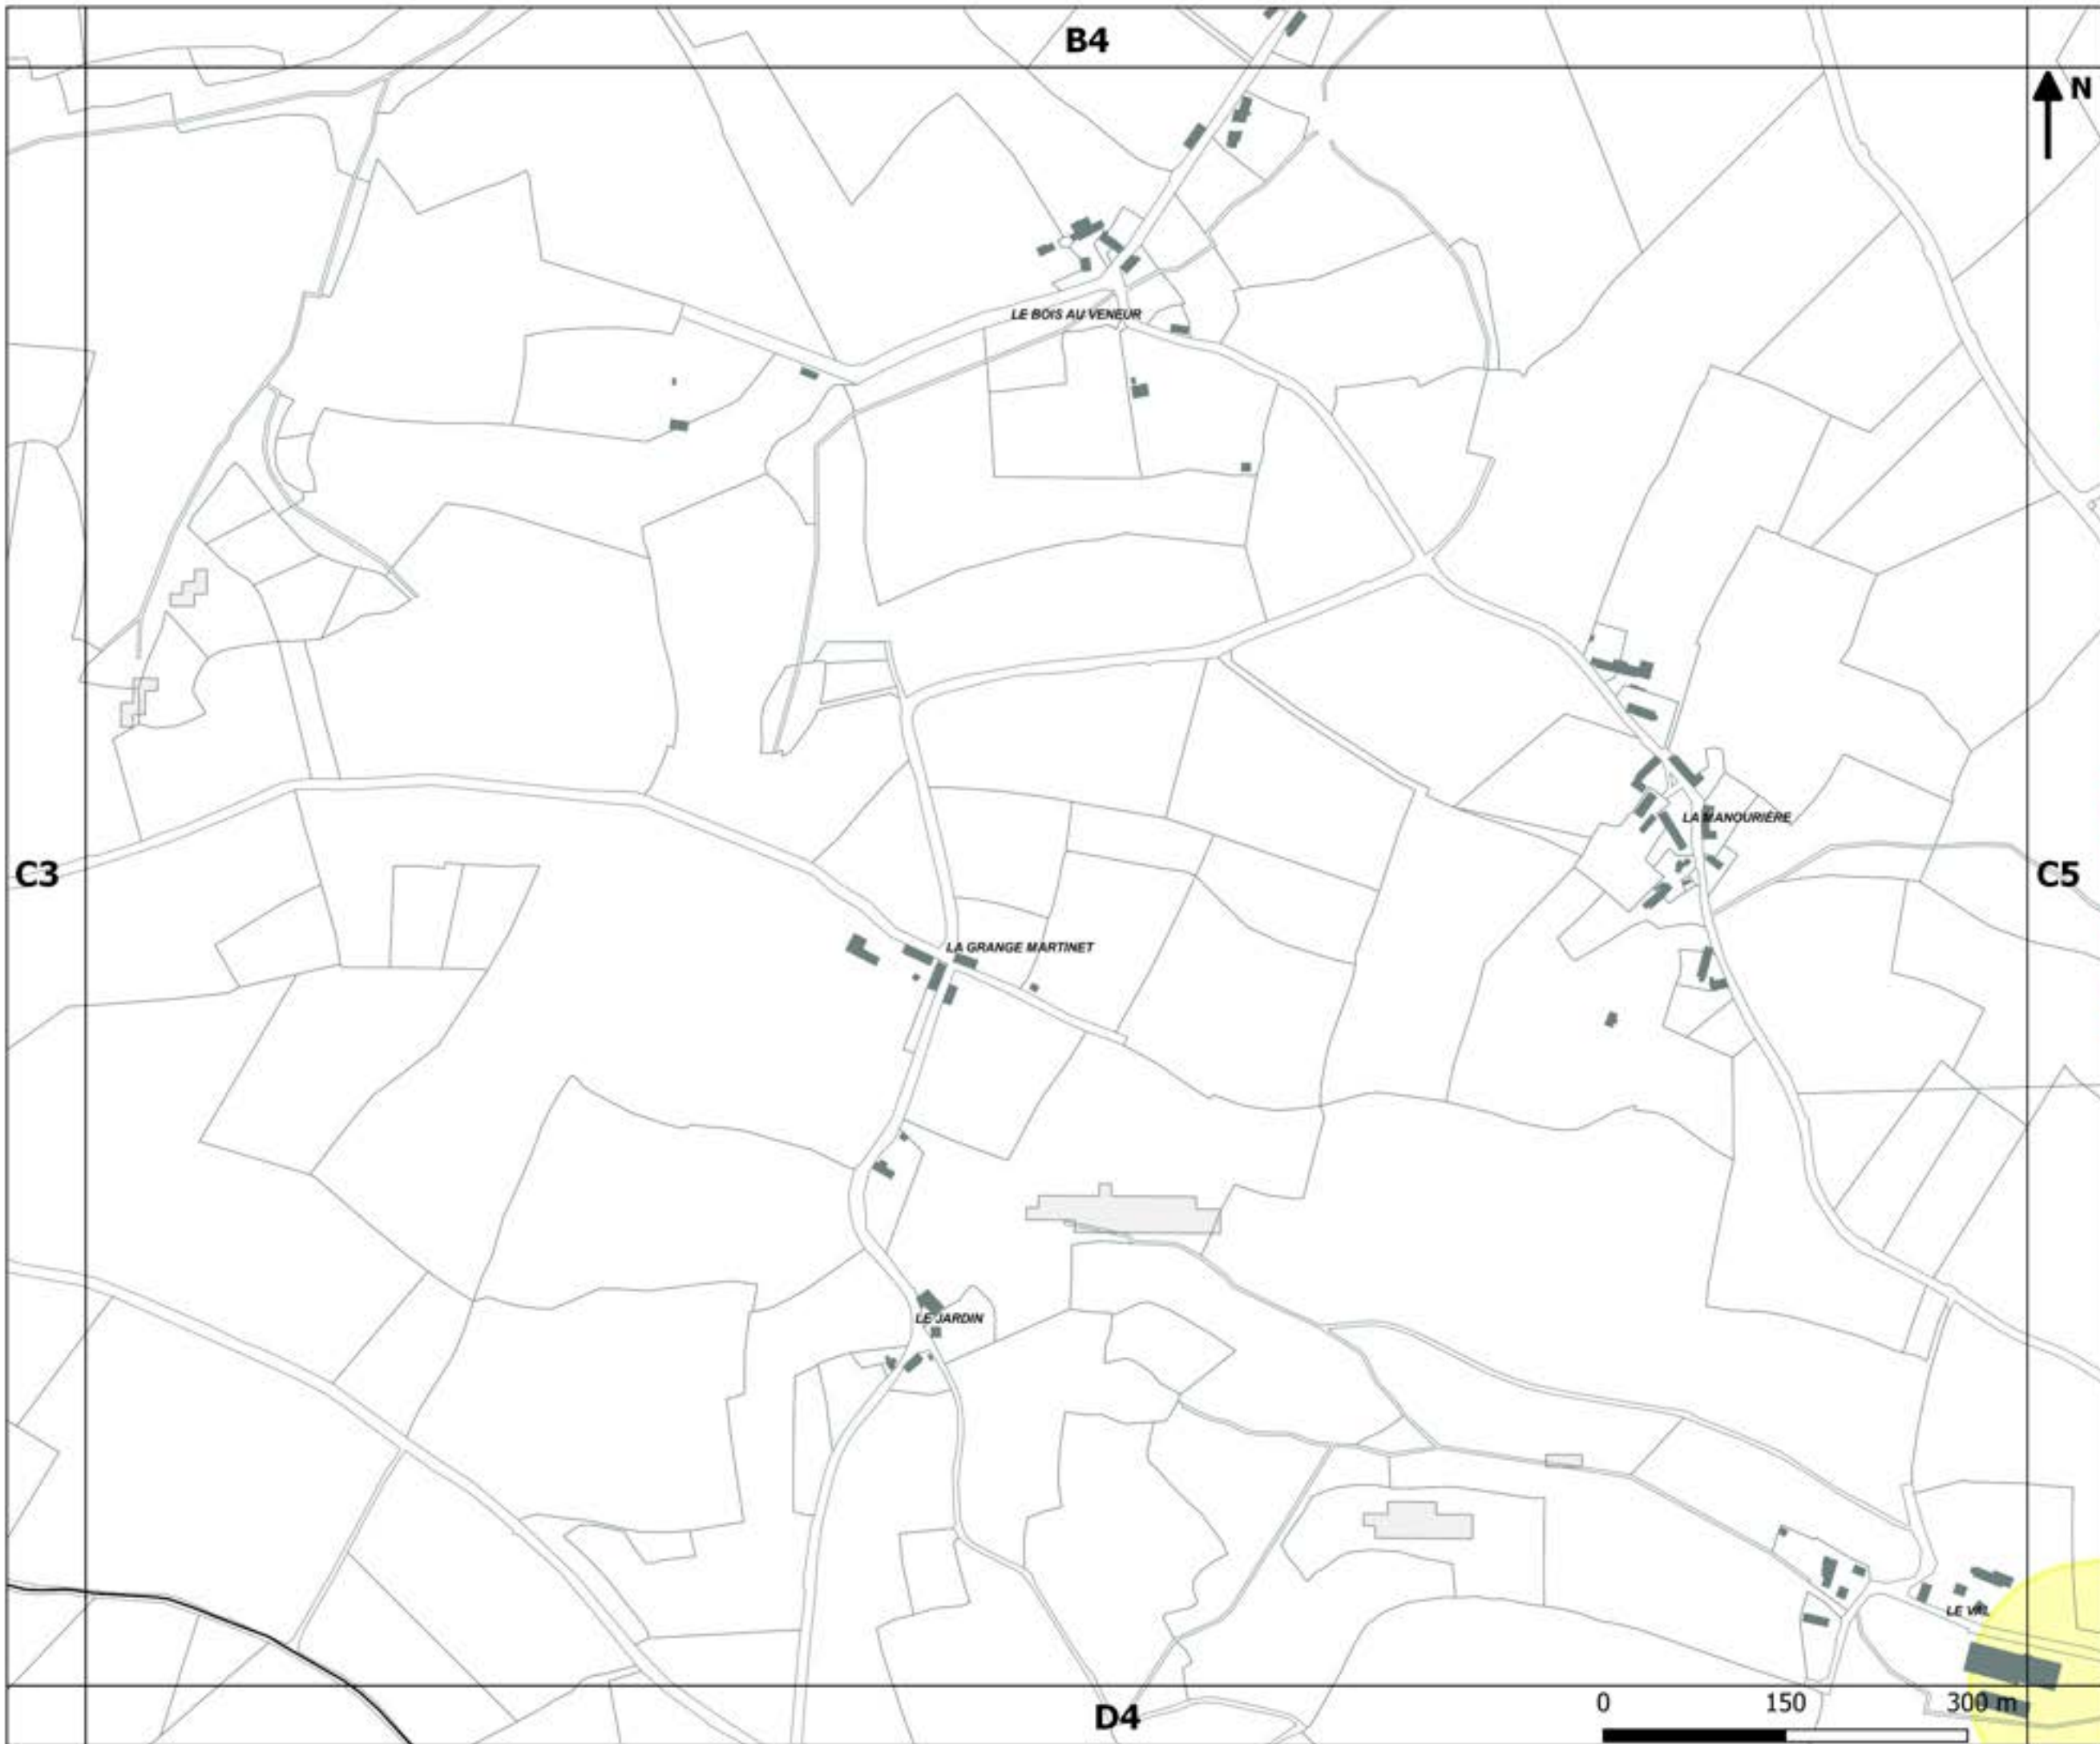 B4
N
LE BOIS AU VENEUR
LA MANOURIÈRE
C3
C5
LA GRANGE MARTINET
LE JARDIN
LE VAL
D4
0 150 300 m